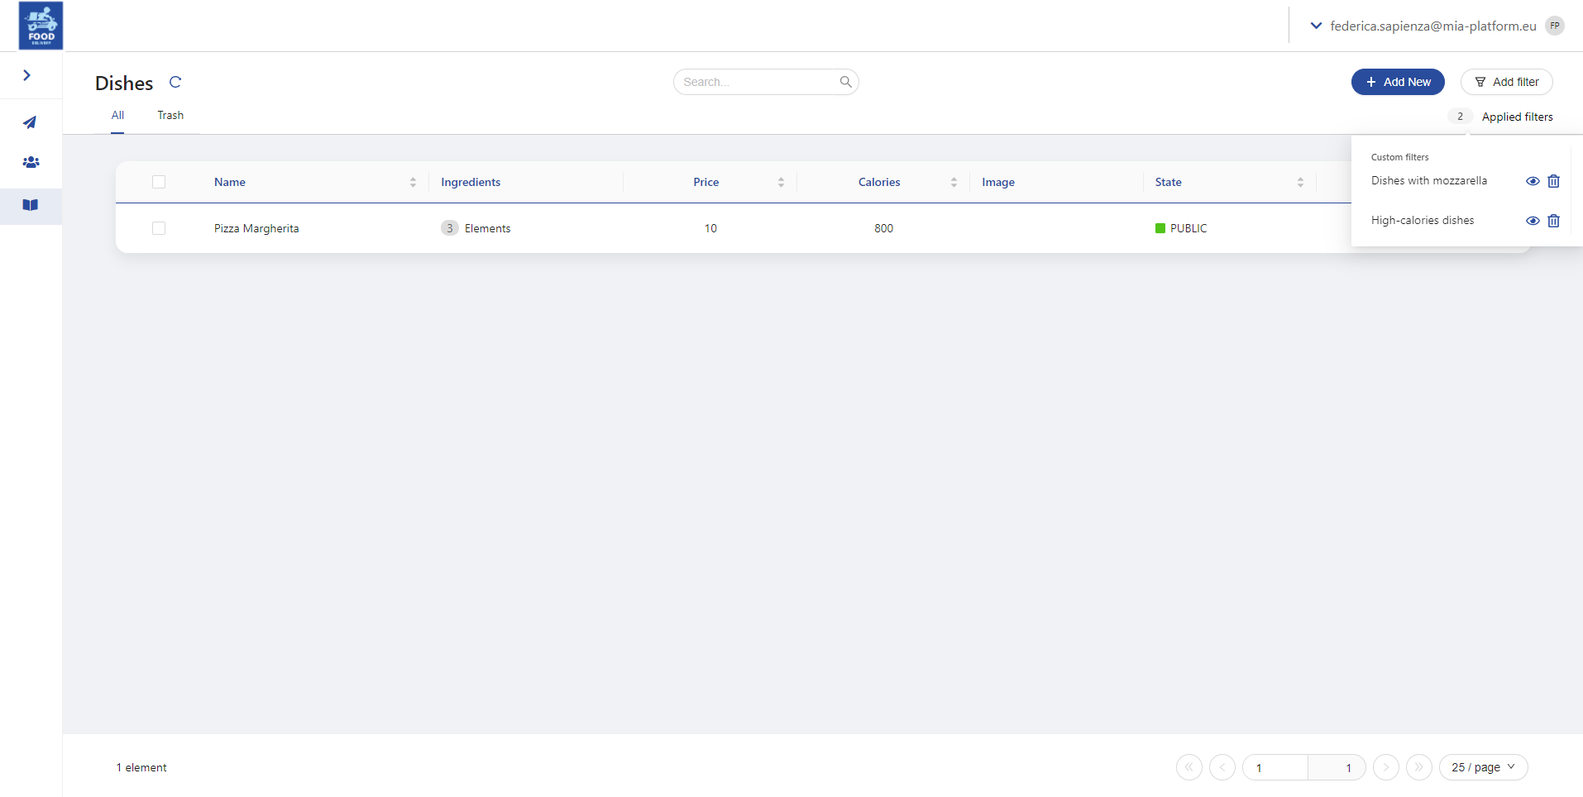 FOOD
DELIVERY
federica.sapienza@mia-platform.eu
FP
Dishes
Search...
Add New
Add filter
All
Trash
2 Applied filters
Custom filters
Dishes with mozzarella
High-calories dishes
Name
Ingredients
Price
Calories
Image
State
Pizza Margherita
3 Elements
10
800
PUBLIC
1 element
1
1
25 / page